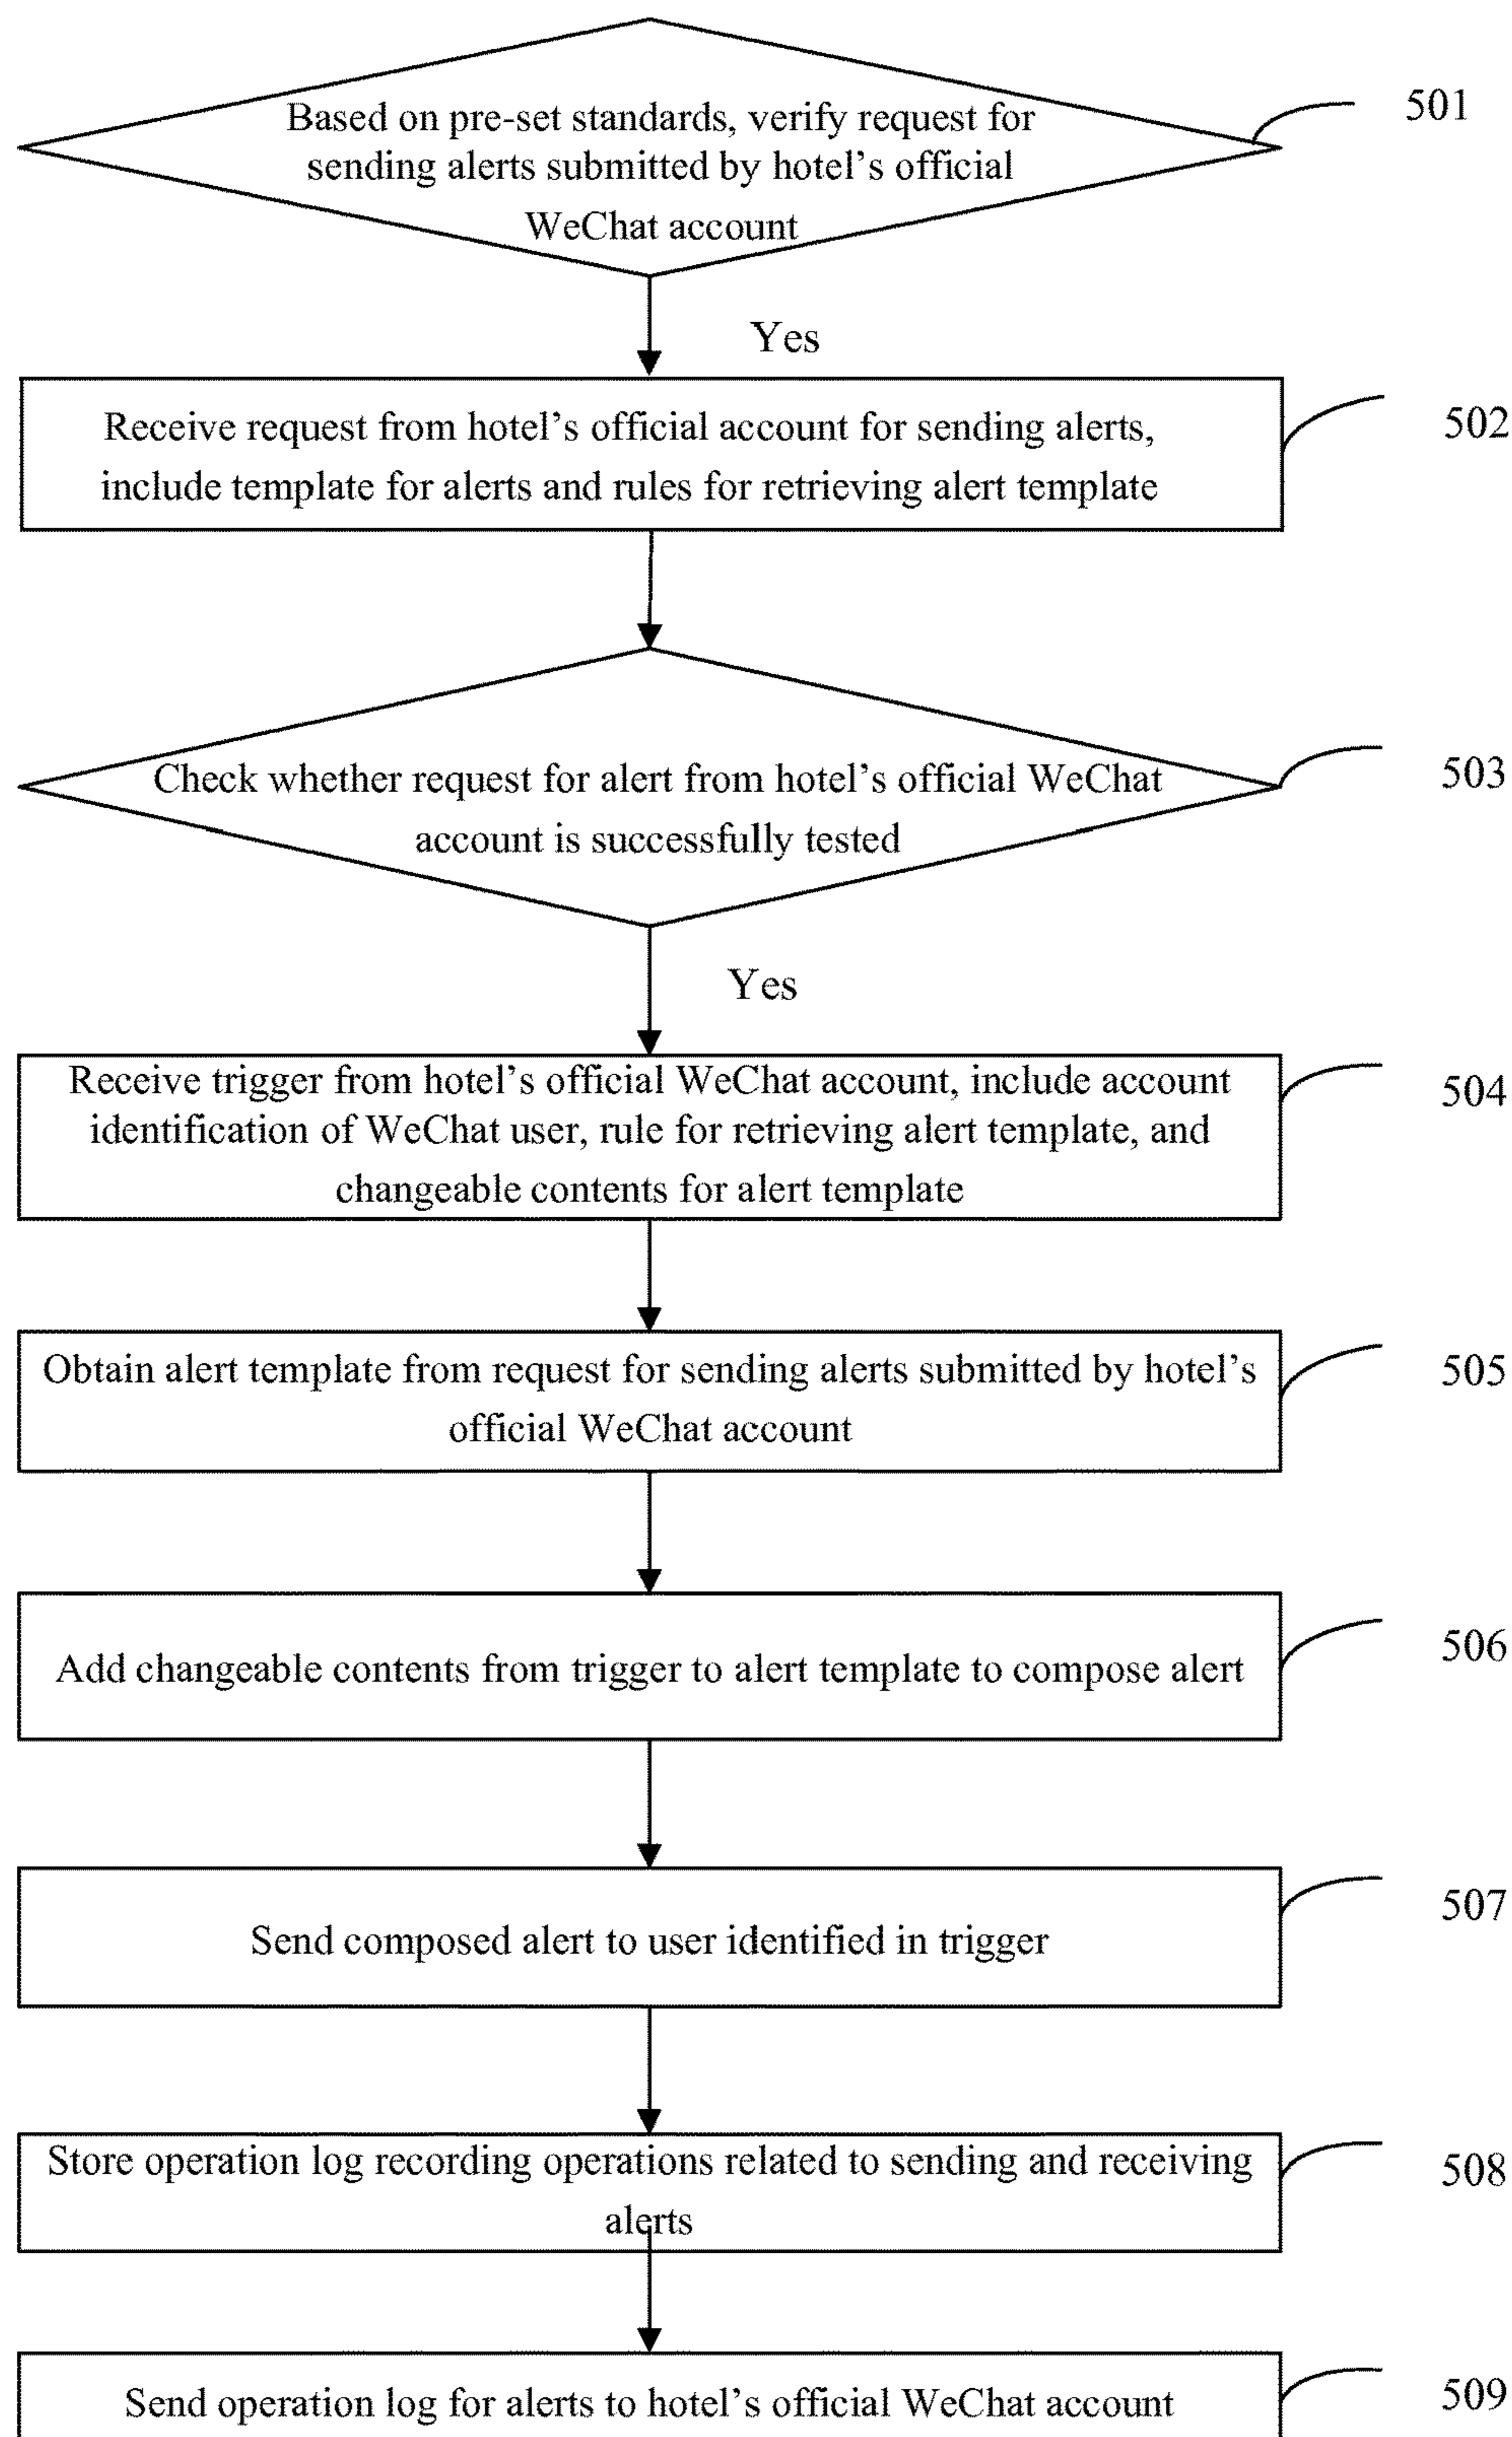 Based on pre-set standards, verify request for
sending alerts submitted by hotel's official
WeChat account
501
Yes
Receive request from hotel's official account for sending alerts,
include template for alerts and rules for retrieving alert template
502
Check whether request for alert from hotel's official WeChat
account is successfully tested
503
Yes
Receive trigger from hotel's official WeChat account, include account
identification of WeChat user, rule for retrieving alert template, and
changeable contents for alert template
504
Obtain alert template from request for sending alerts submitted by hotel's
official WeChat account
505
Add changeable contents from trigger to alert template to compose alert
506
Send composed alert to user identified in trigger
507
Store operation log recording operations related to sending and receiving
alerts
508
Send operation log for alerts to hotel's official WeChat account
509